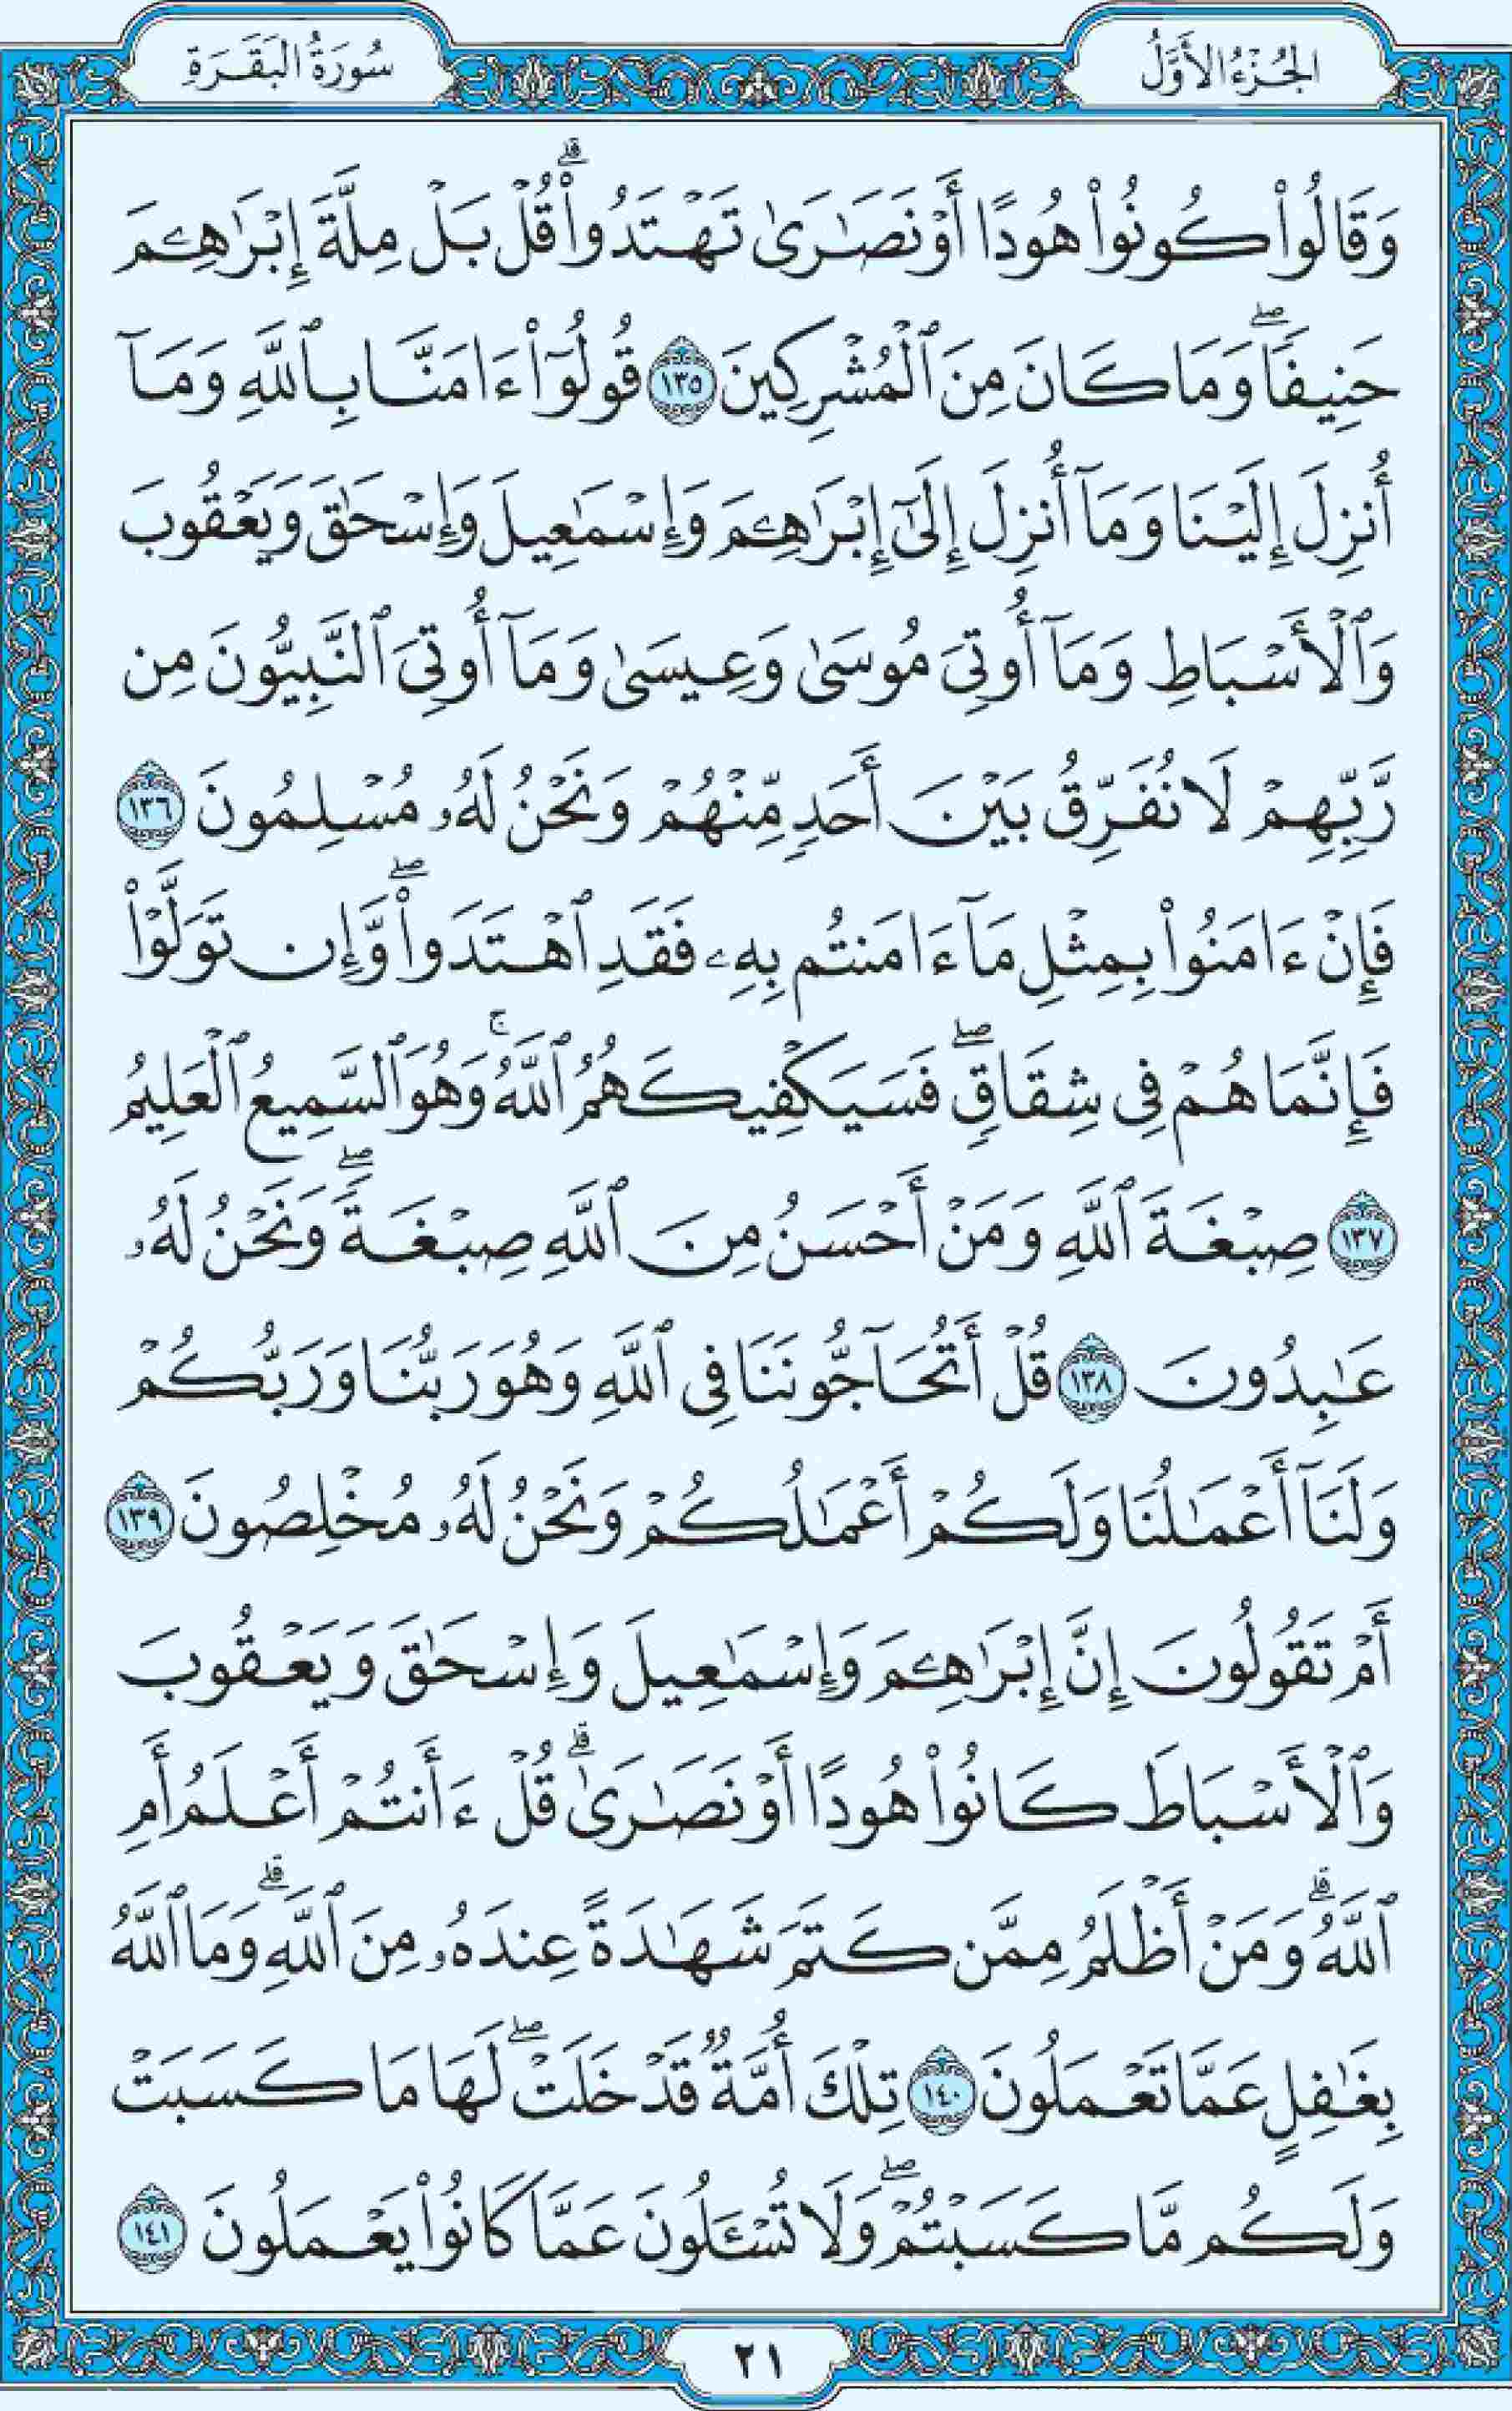 الجُزْءُ الأَوَّلُ
سُورَةُ البَقَرَةِ
وَقَالُوا۟ كُونُوا۟ هُودًا أَوْ نَصَٰرَىٰ تَهْتَدُوا۟ ۗ قُلْ بَلْ مِلَّةَ إِبْرَٰهِـۧمَ
حَنِيفًا ۖ وَمَا كَانَ مِنَ ٱلْمُشْرِكِينَ ١٣٥ قُولُوٓا۟ ءَامَنَّا بِٱللَّهِ وَمَآ
أُنزِلَ إِلَيْنَا وَمَآ أُنزِلَ إِلَىٰٓ إِبْرَٰهِـۧمَ وَإِسْمَٰعِيلَ وَإِسْحَٰقَ وَيَعْقُوبَ
وَٱلْأَسْبَاطِ وَمَآ أُوتِىَ مُوسَىٰ وَعِيسَىٰ وَمَآ أُوتِىَ ٱلنَّبِيُّونَ مِن
رَّبِّهِمْ لَا نُفَرِّقُ بَيْنَ أَحَدٍ مِّنْهُمْ وَنَحْنُ لَهُۥ مُسْلِمُونَ ١٣٦
فَإِنْ ءَامَنُوا۟ بِمِثْلِ مَآ ءَامَنتُم بِهِۦ فَقَدِ ٱهْتَدَوا۟ ۖ وَّإِن تَوَلَّوْا۟
فَإِنَّمَا هُمْ فِى شِقَاقٍ ۖ فَسَيَكْفِيكَهُمُ ٱللَّهُ ۚ وَهُوَ ٱلسَّمِيعُ ٱلْعَلِيمُ
١٣٧ صِبْغَةَ ٱللَّهِ وَمَنْ أَحْسَنُ مِنَ ٱللَّهِ صِبْغَةً ۖ وَنَحْنُ لَهُۥ
عَٰبِدُونَ ١٣٨ قُلْ أَتُحَآجُّونَنَا فِى ٱللَّهِ وَهُوَ رَبُّنَا وَرَبُّكُمْ
وَلَنَآ أَعْمَٰلُنَا وَلَكُمْ أَعْمَٰلُكُمْ وَنَحْنُ لَهُۥ مُخْلِصُونَ ١٣٩
أَمْ تَقُولُونَ إِنَّ إِبْرَٰهِـۧمَ وَإِسْمَٰعِيلَ وَإِسْحَٰقَ وَيَعْقُوبَ
وَٱلْأَسْبَاطَ كَانُوا۟ هُودًا أَوْ نَصَٰرَىٰ ۗ قُلْ ءَأَنتُمْ أَعْلَمُ أَمِ
ٱللَّهُ ۗ وَمَنْ أَظْلَمُ مِمَّن كَتَمَ شَهَٰدَةً عِندَهُۥ مِنَ ٱللَّهِ ۗ وَمَا ٱللَّهُ
بِغَٰفِلٍ عَمَّا تَعْمَلُونَ ١٤٠ تِلْكَ أُمَّةٌ قَدْ خَلَتْ ۖ لَهَا مَا كَسَبَتْ
وَلَكُم مَّا كَسَبْتُمْ ۖ وَلَا تُسْـَٔلُونَ عَمَّا كَانُوا۟ يَعْمَلُونَ ١٤١
٢١